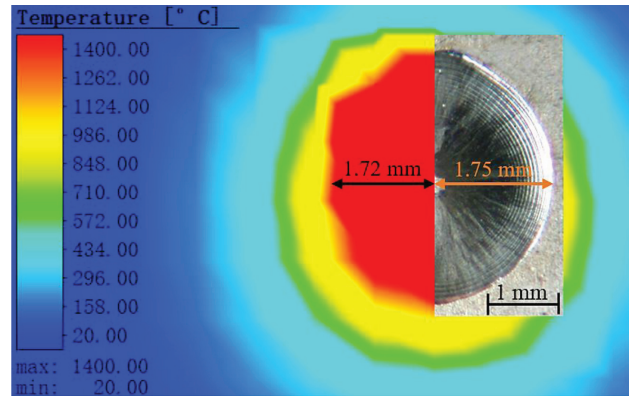 Temperature [° C]
1400.00
1262.00
1124.00
986.00
848.00
710.00
572.00
434.00
296.00
158.00
20.00
max: 1400.00
min: 20.00
1.72 mm
1.75 mm
1 mm